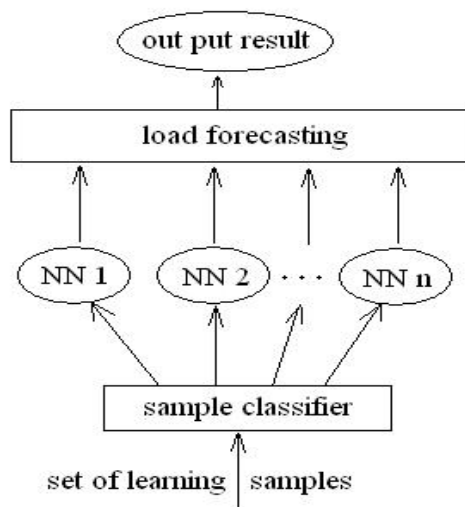 out put result
load forecasting
NN 1 NN 2 . . . NN n
sample classifier
set of learning samples